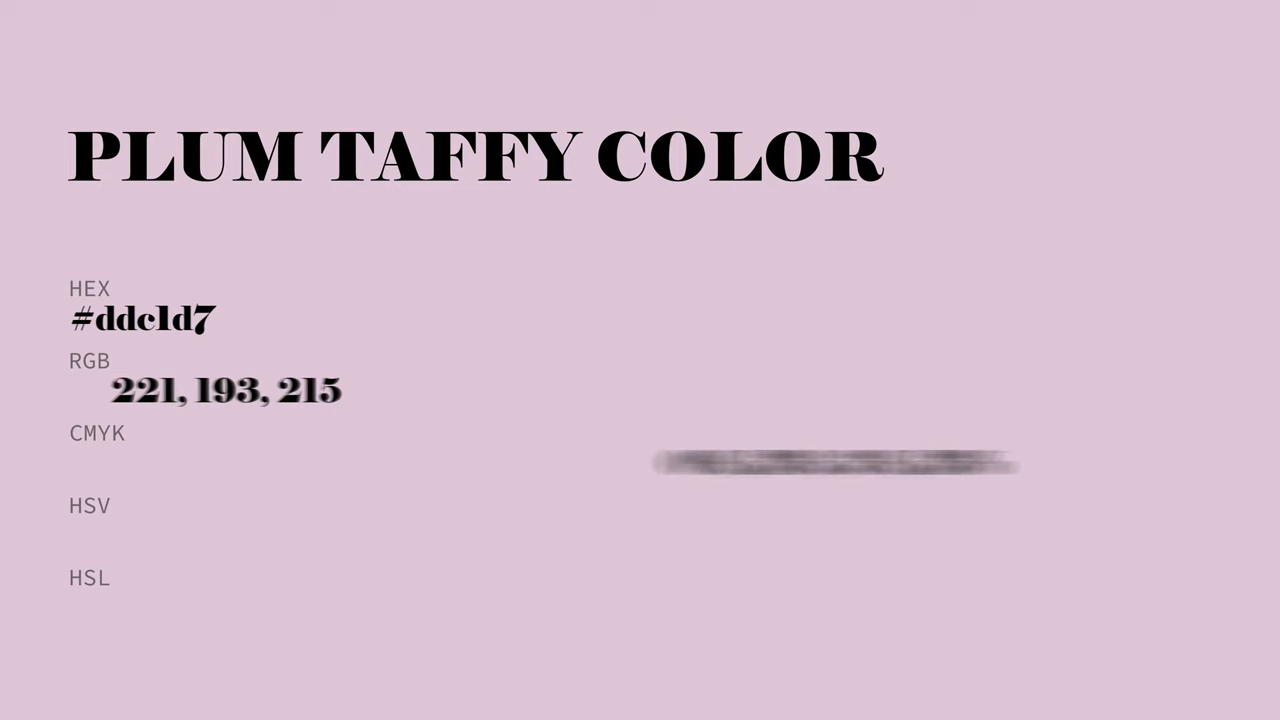 PLUM TAFFY COLOR
HEX
#ddc1d7
RGB
221, 193, 215
CMYK
HSV
HSL